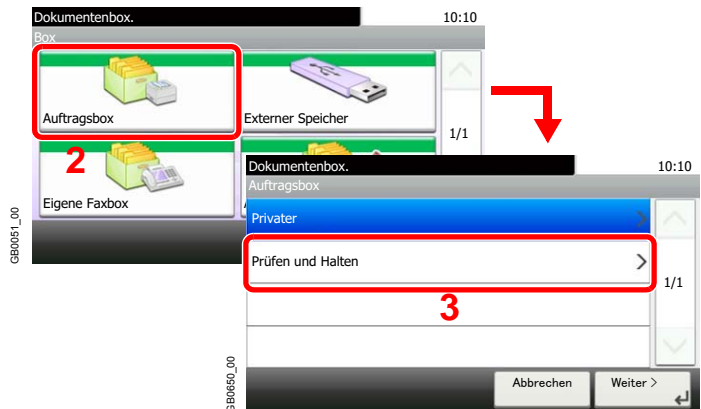 Dokumentenbox. 10:10
Box
Auftragsbox
Externer Speicher
1/1
2
Eigene Faxbox
GB0051_00
Dokumentenbox. 10:10
Auftragsbox
Privater
Prüfen und Halten
1/1
3
Abbrechen
Weiter >
GB0650_00